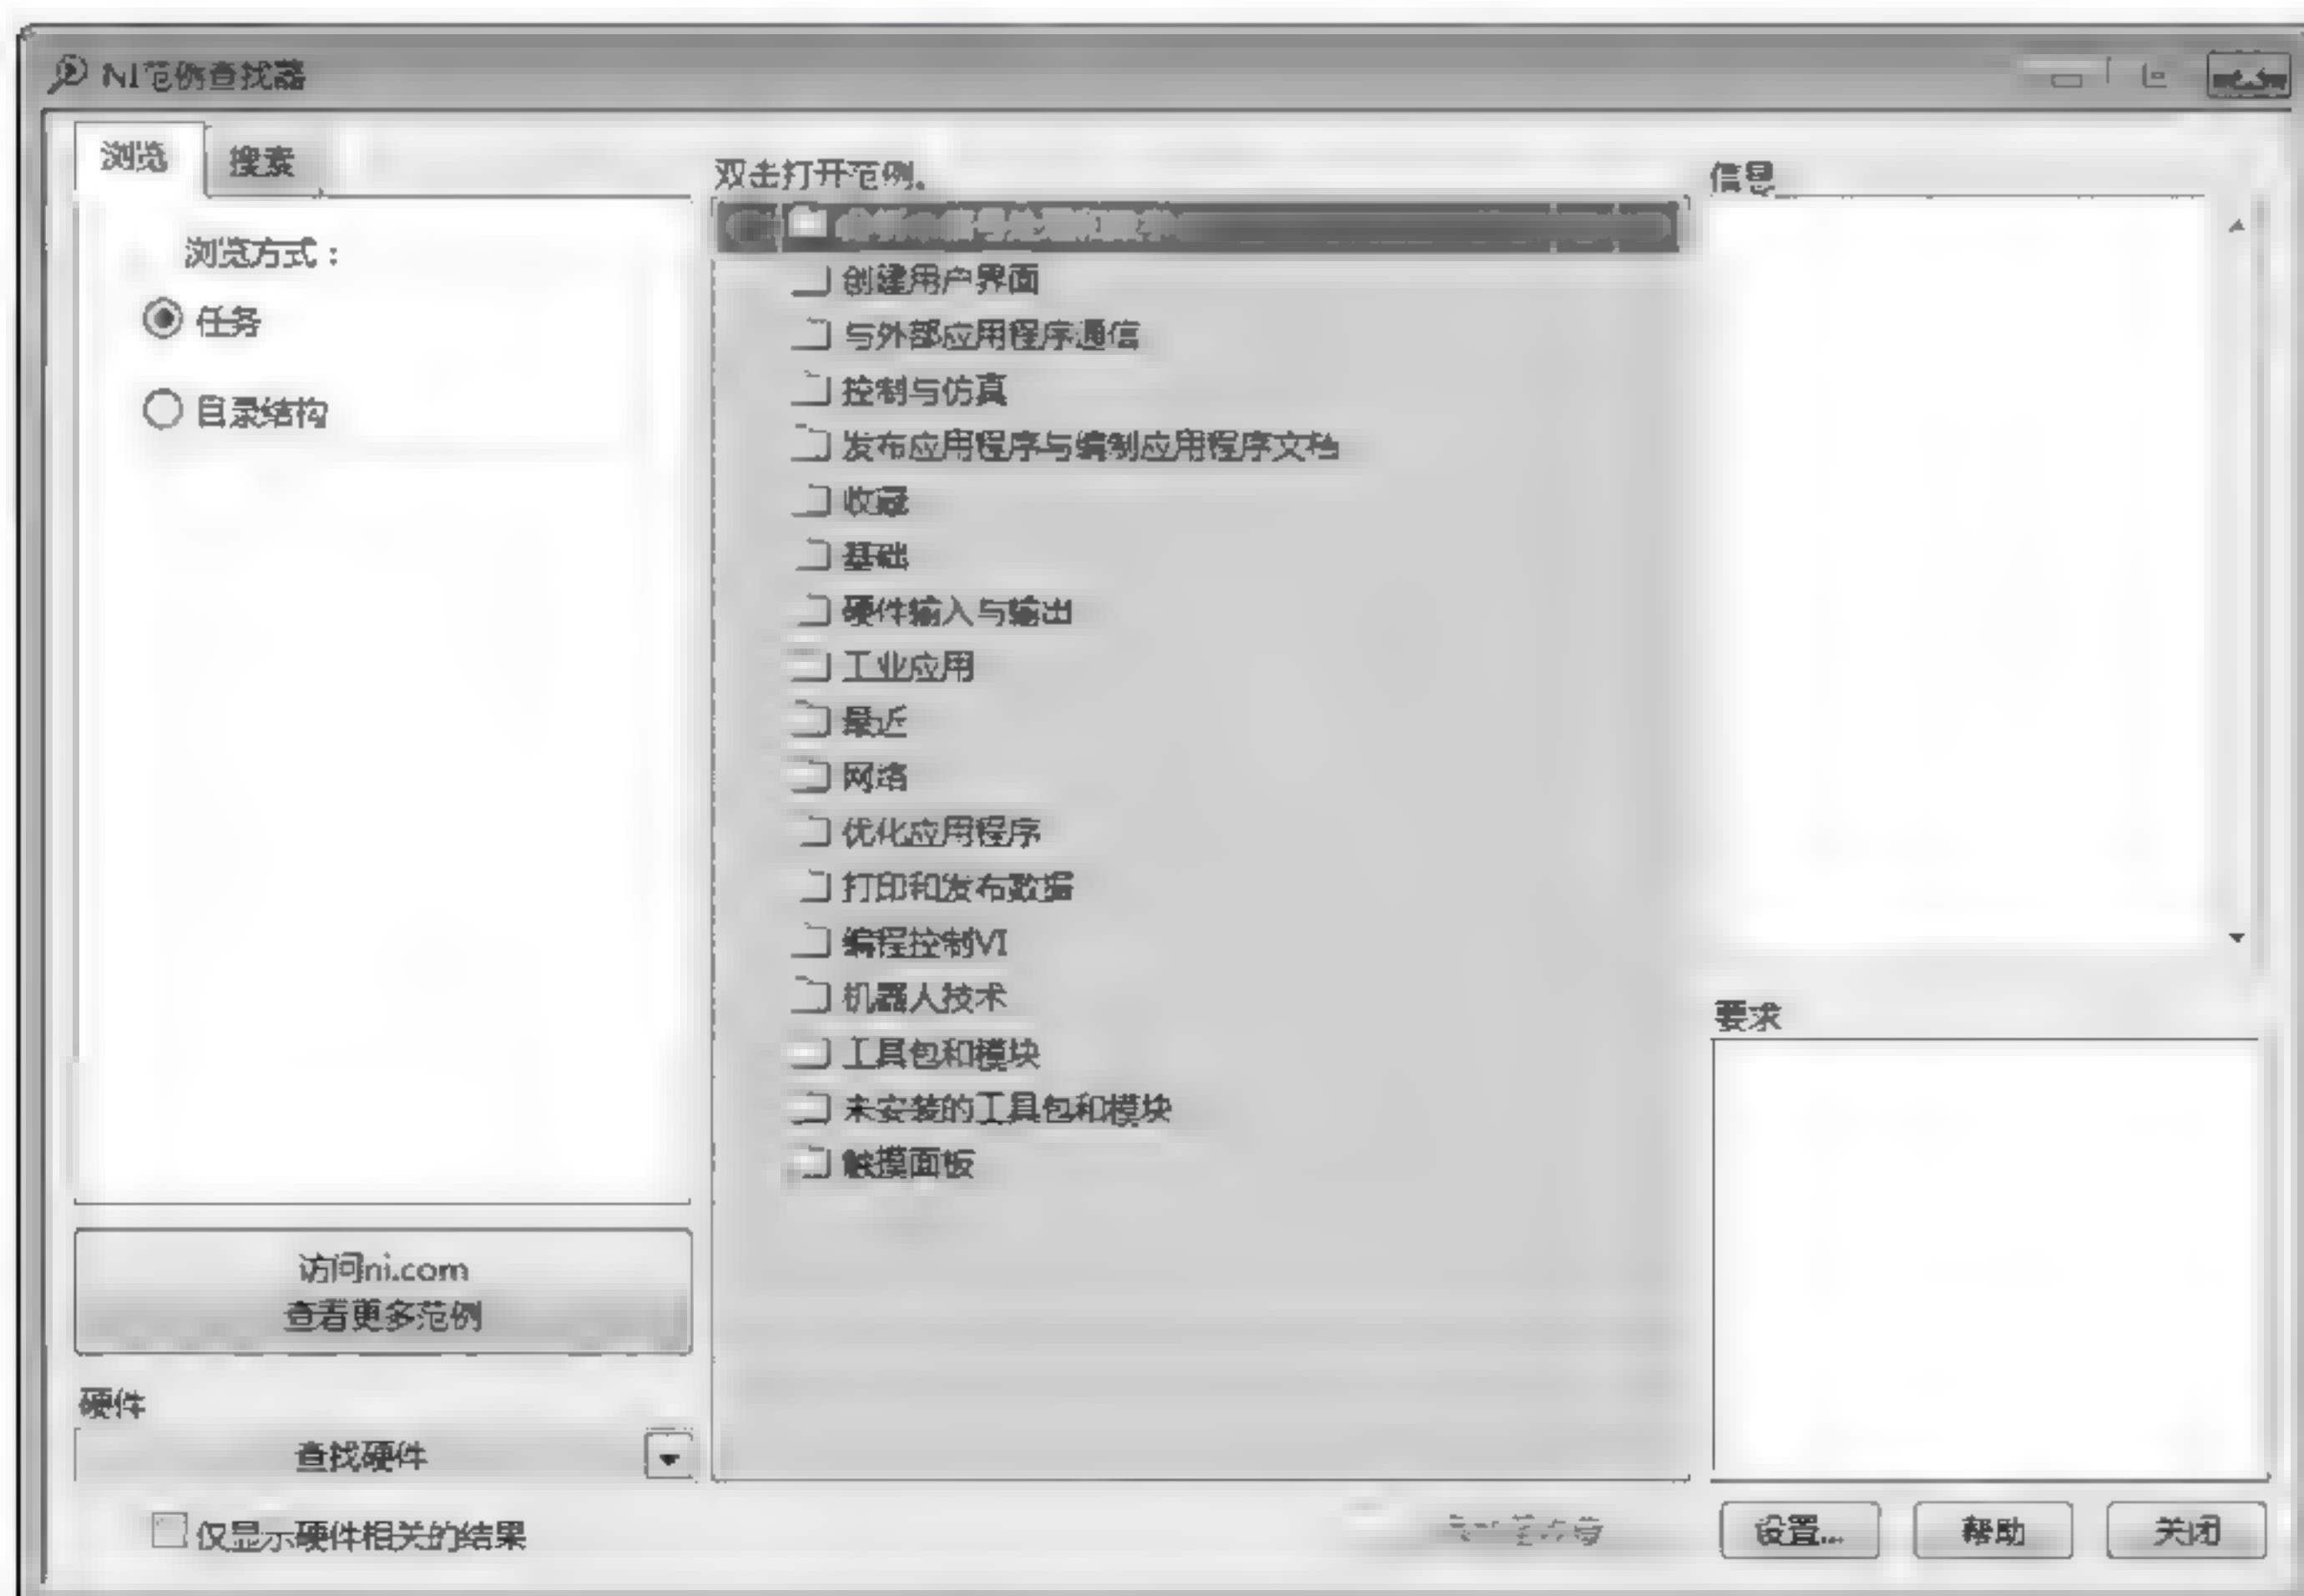 NI范例查找器
浏览
搜索
浏览方式：
任务
目录结构
访问ni.com
查看更多范例
硬件
查找硬件
仅显示硬件相关的结果
双击打开范例。
创建用户界面
与外部应用程序通信
控制与仿真
发布应用程序与编制应用程序文档
收藏
基础
硬件输入与输出
工业应用
最近
网络
优化应用程序
打印和发布数据
编程控制VI
机器人技术
工具包和模块
未安装的工具包和模块
触摸面板
信息
要求
设置...
帮助
关闭